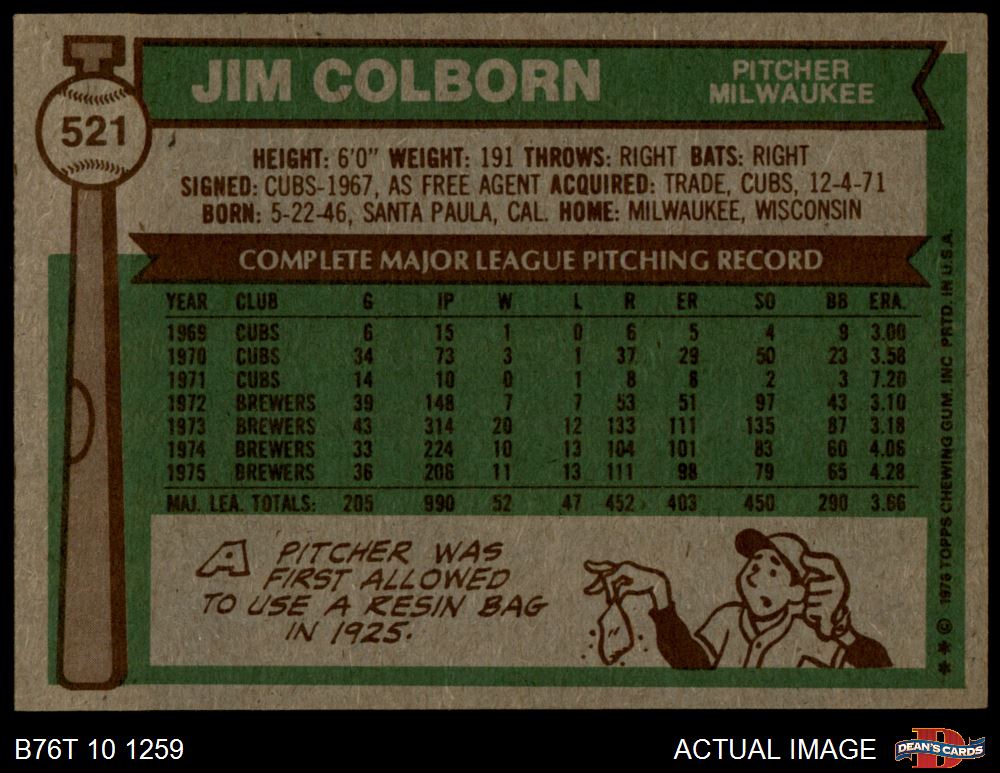 521
JIM COLBORN
PITCHER
MILWAUKEE
HEIGHT: 6'0" WEIGHT: 191 THROWS: RIGHT BATS: RIGHT
SIGNED: CUBS-1967, AS FREE AGENT ACQUIRED: TRADE, CUBS, 12-4-71
BORN: 5-22-46, SANTA PAULA, CAL. HOME: MILWAUKEE, WISCONSIN
COMPLETE MAJOR LEAGUE PITCHING RECORD
YEAR CLUB G IP W L R ER SO BB ERA.
1969 CUBS 6 15 1 0 6 5 4 9 3.00
1970 CUBS 34 73 3 1 37 29 50 23 3.58
1971 CUBS 14 10 0 1 8 8 2 3 7.20
1972 BREWERS 39 148 7 7 53 51 97 43 3.10
1973 BREWERS 43 314 20 12 133 111 135 87 3.18
1974 BREWERS 33 224 10 13 104 101 83 60 4.06
1975 BREWERS 36 206 11 13 111 98 79 65 4.28
MAJ. LEA. TOTALS: 205 990 52 47 452 403 450 290 3.66
A PITCHER WAS
FIRST ALLOWED
TO USE A RESIN BAG
IN 1925.
** © 1976 TOPPS CHEWING GUM, INC PRTD. IN U.S.A.
B76T 10 1259
ACTUAL IMAGE
D
DEAN'S CARDS